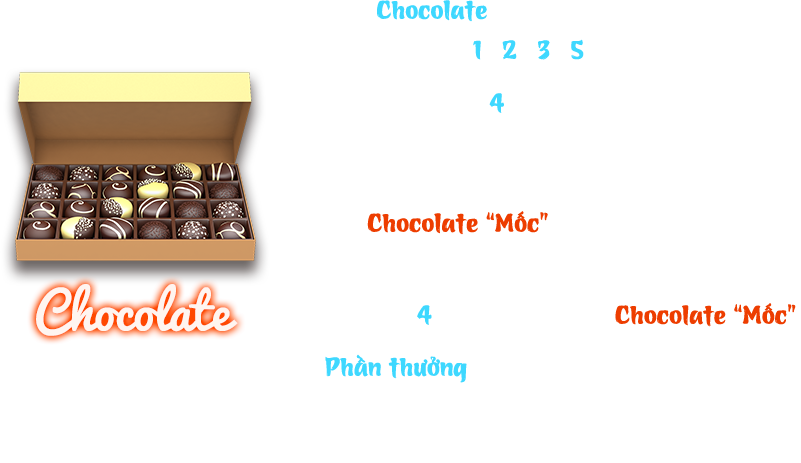 Chocolate
1 2 3 5
4
Chocolate “Mốc”
Chocolate
4 Chocolate “Mốc”
Phần thưởng